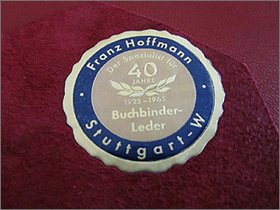 · Franz Hoffmann ·
Der Spezialist für
40
JAHRE
1925-1965
Buchbinder-
Leder
Stuttgart-W